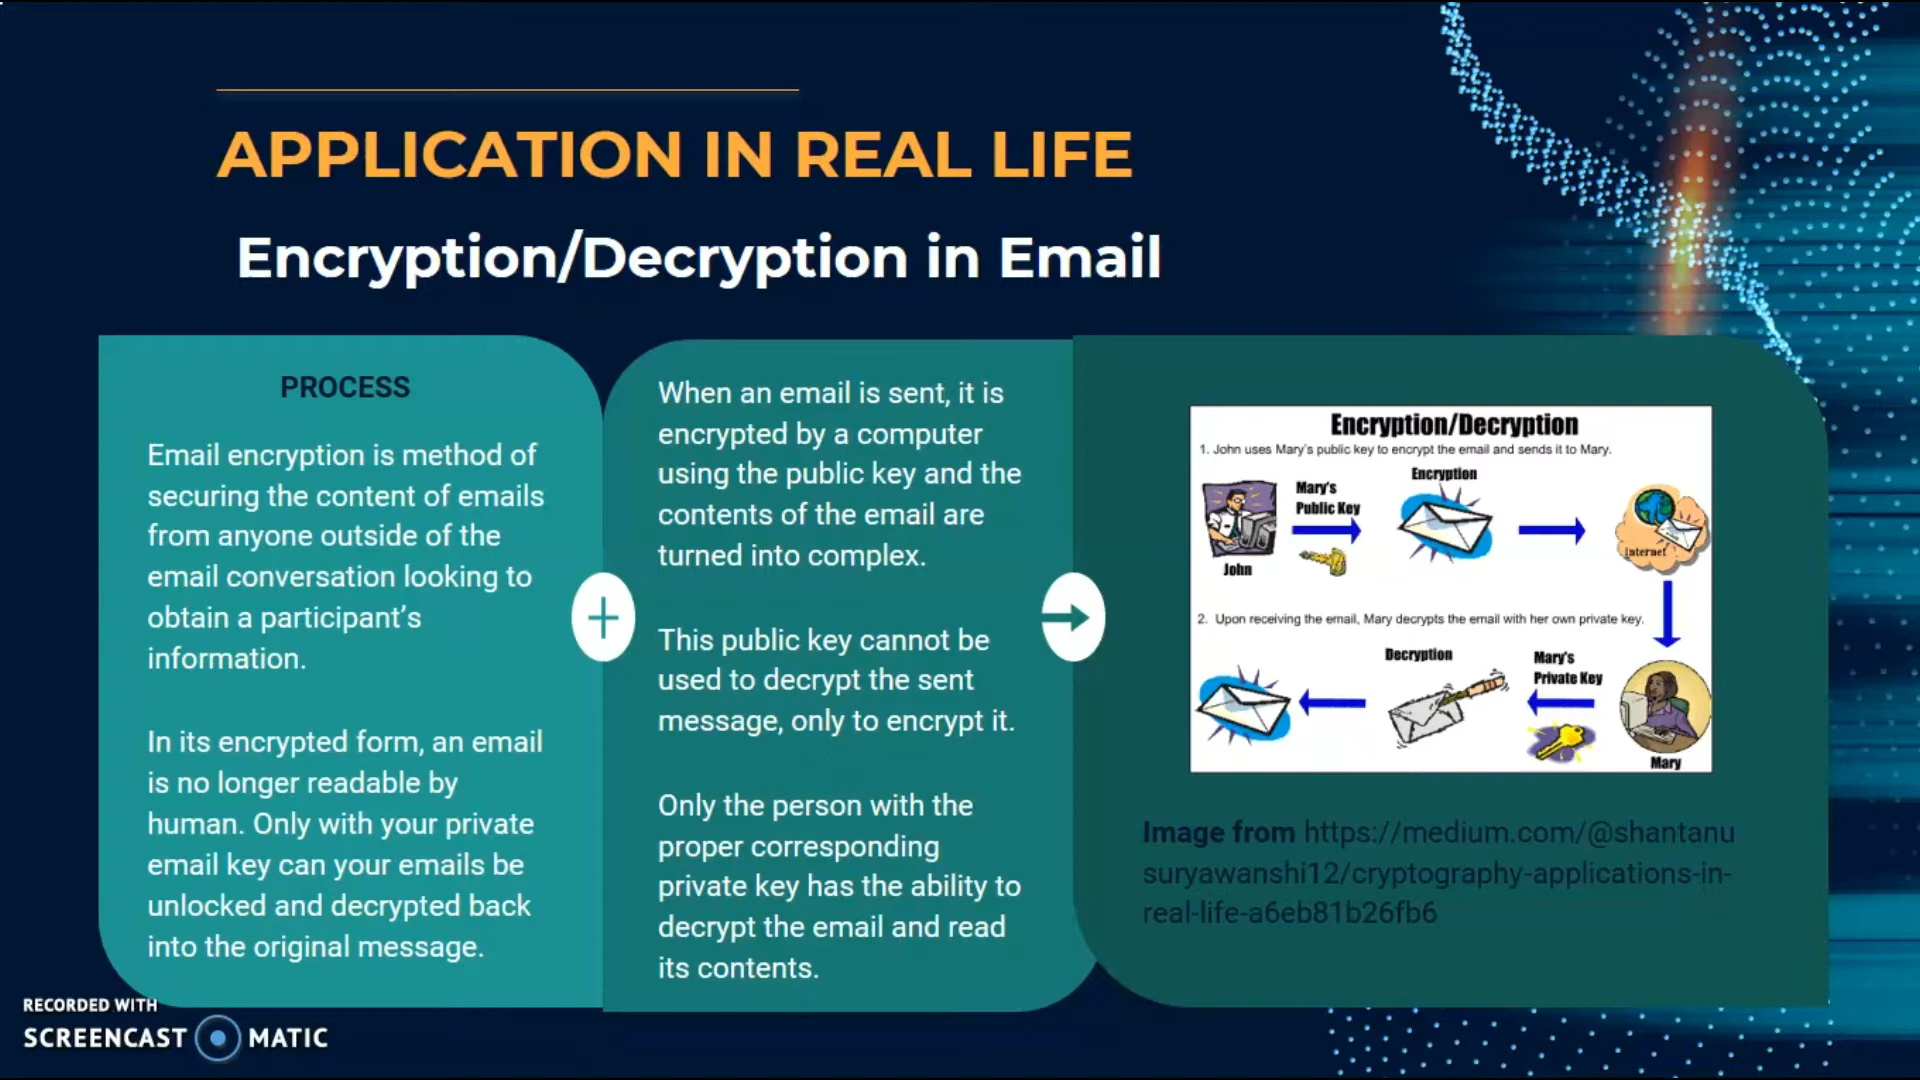 APPLICATION IN REAL LIFE
Encryption/Decryption in Email
PROCESS
Email encryption is method of
securing the content of emails
from anyone outside of the
email conversation looking to
obtain a participant’s
information.
In its encrypted form, an email
is no longer readable by
human. Only with your private
email key can your emails be
unlocked and decrypted back
into the original message.
When an email is sent, it is
encrypted by a computer
using the public key and the
contents of the email are
turned into complex.
This public key cannot be
used to decrypt the sent
message, only to encrypt it.
Only the person with the
proper corresponding
private key has the ability to
decrypt the email and read
its contents.
Encryption/Decryption
1. John uses Mary's public key to encrypt the email and sends it to Mary.
Encryption
Mary's
Public Key
internet
John
2. Upon receiving the email, Mary decrypts the email with her own private key.
Decryption
Mary's
Private Key
Mary
Image from https://medium.com/@shantanu
suryawanshi12/cryptography-applications-in-
real-life-a6eb81b26fb6
RECORDED WITH
SCREENCAST MATIC